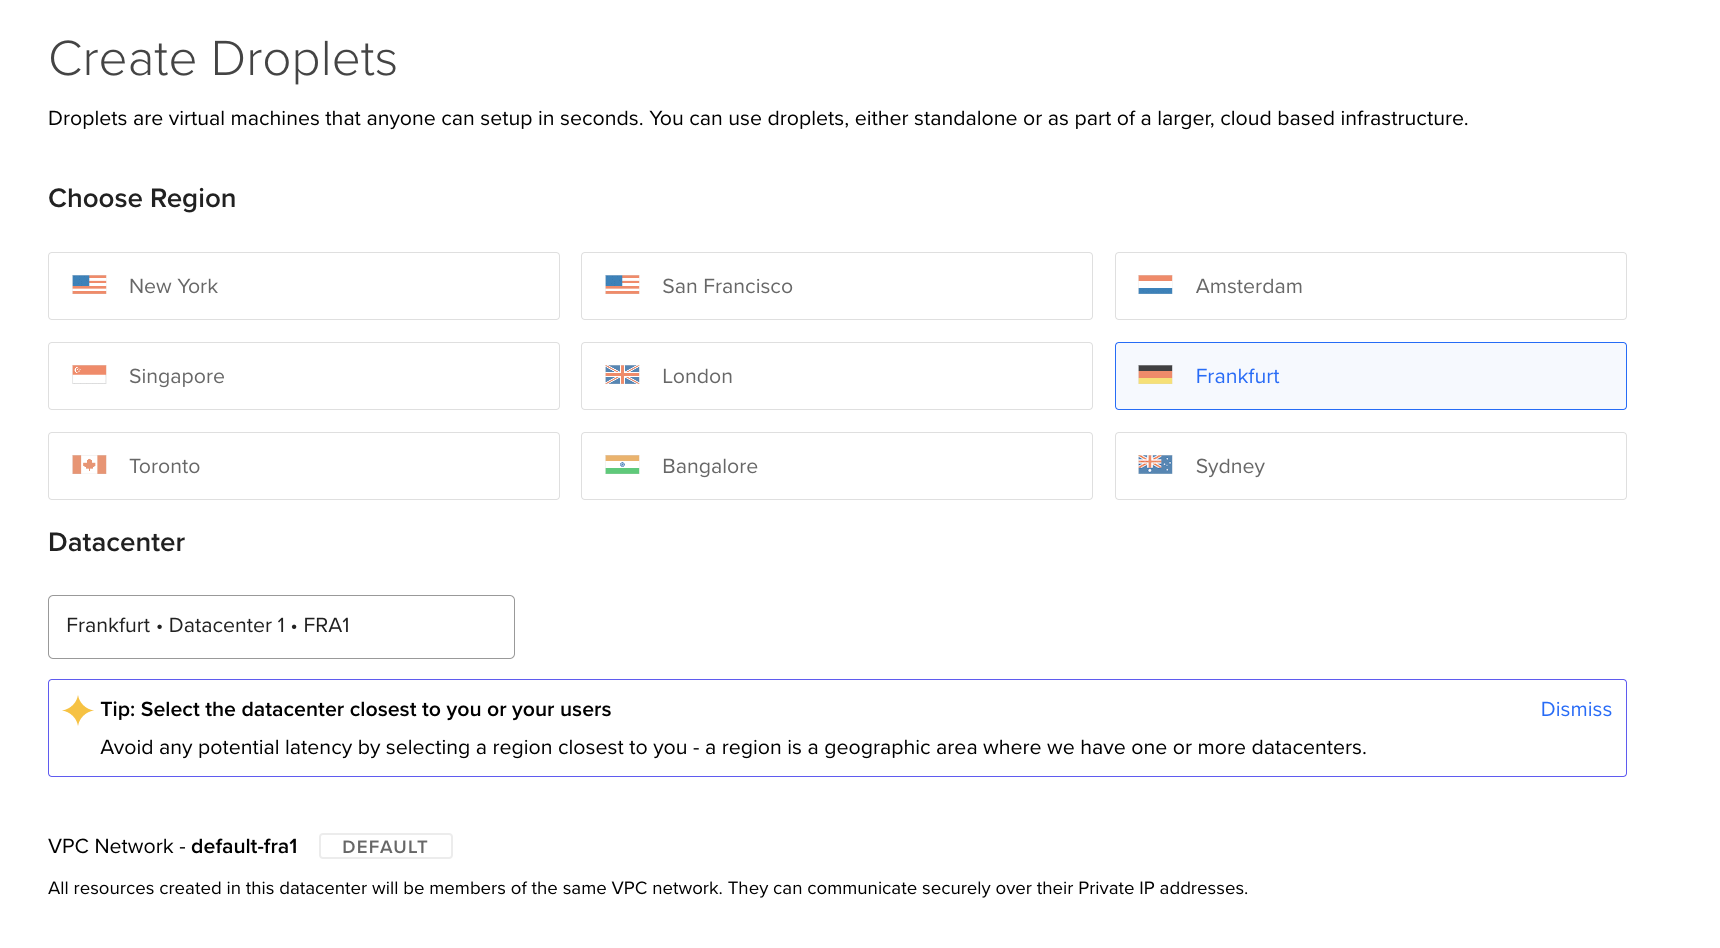 Create Droplets
Droplets are virtual machines that anyone can setup in seconds. You can use droplets, either standalone or as part of a larger, cloud based infrastructure.
Choose Region
New York
San Francisco
Amsterdam
Singapore
London
Frankfurt
Toronto
Bangalore
Sydney
Datacenter
Frankfurt • Datacenter 1 • FRA1
Tip: Select the datacenter closest to you or your users
Dismiss
Avoid any potential latency by selecting a region closest to you - a region is a geographic area where we have one or more datacenters.
VPC Network - default-fra1 DEFAULT
All resources created in this datacenter will be members of the same VPC network. They can communicate securely over their Private IP addresses.